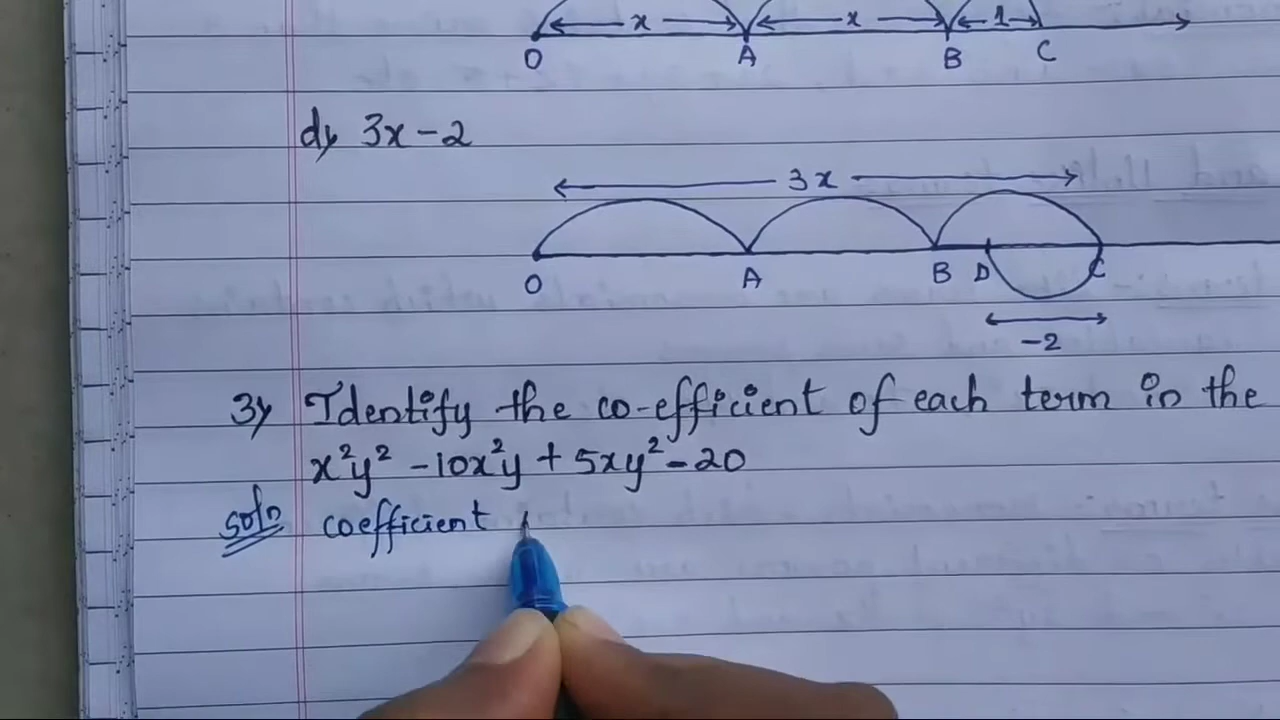 x x 1
O A B C
d) 3x-2
3x
O A B D C
-2
3) Identify the co-efficient of each term in the
x²y² - 10x²y + 5xy² - 20
Soln coefficient